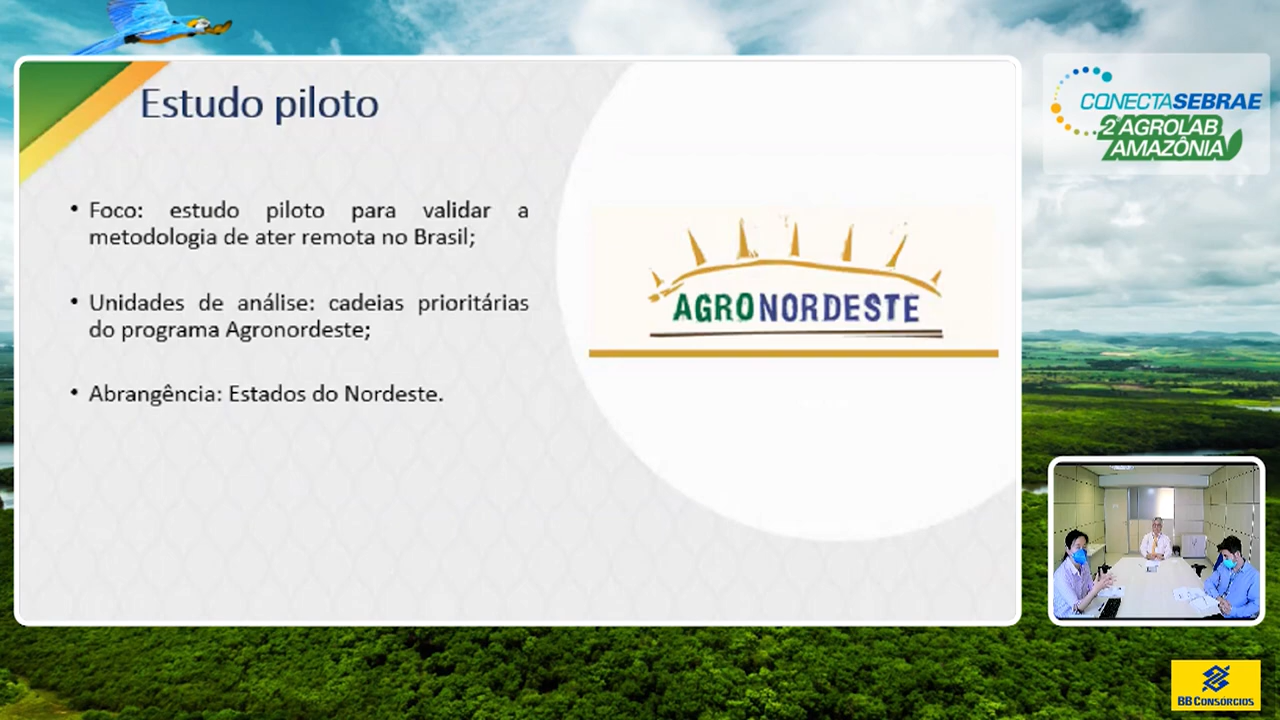 Estudo piloto
• Foco: estudo piloto para validar a
metodologia de ater remota no Brasil;
• Unidades de análise: cadeias prioritárias
do programa Agronordeste;
• Abrangência: Estados do Nordeste.
AGRONORDESTE
CONECTASEBRAE
2º AGROLAB
AMAZÔNIA
BB CONSÓRCIOS